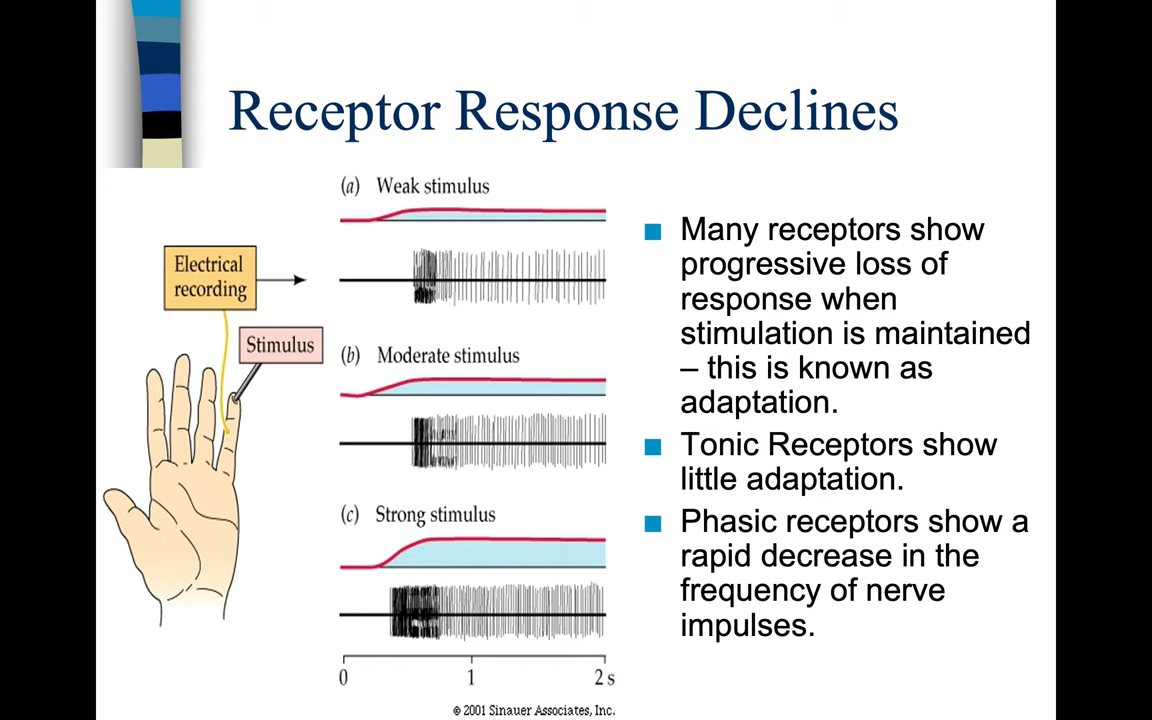 Receptor Response Declines
(a) Weak stimulus
Electrical
recording
Stimulus
(b) Moderate stimulus
(c) Strong stimulus
0 1 2 s
© 2001 Sinauer Associates, Inc.
Many receptors show
progressive loss of
response when
stimulation is maintained
– this is known as
adaptation.
Tonic Receptors show
little adaptation.
Phasic receptors show a
rapid decrease in the
frequency of nerve
impulses.